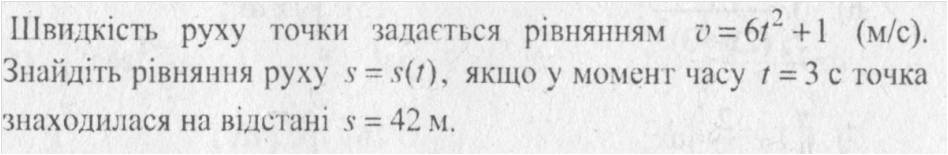 Швидкість руху точки задається рівнянням v = 6t² + 1 (м/с).
Знайдіть рівняння руху s = s(t), якщо у момент часу t = 3 с точка
знаходилася на відстані s = 42 м.